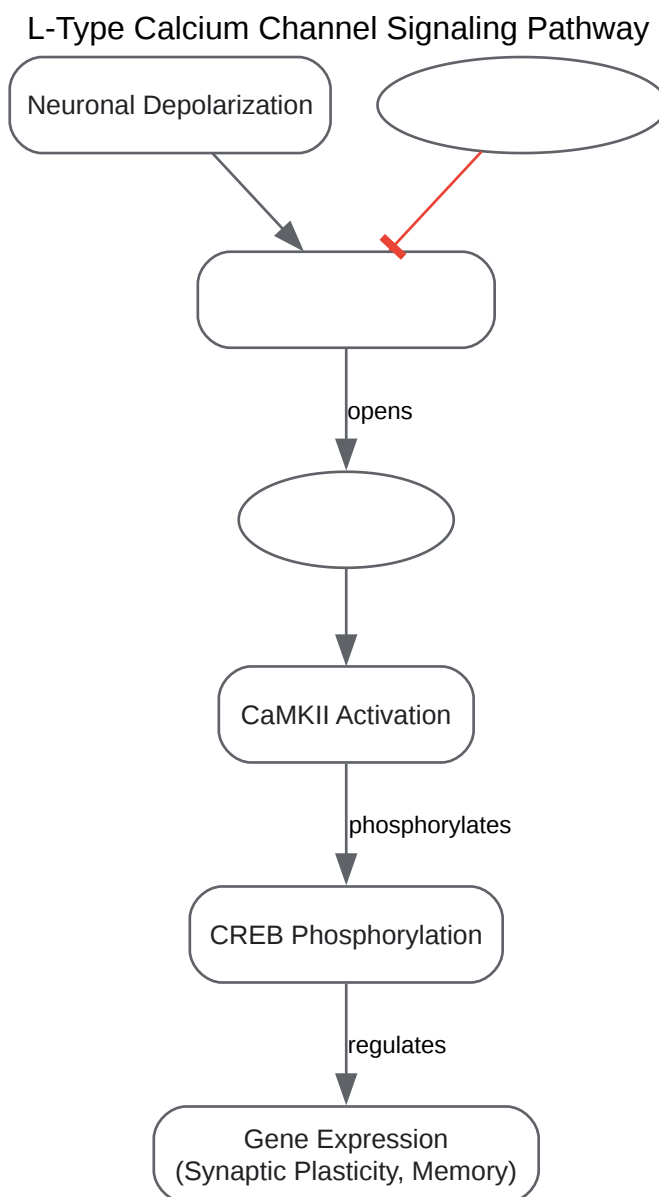 L-Type Calcium Channel Signaling Pathway
Neuronal Depolarization
opens
CaMKII Activation
phosphorylates
CREB Phosphorylation
regulates
Gene Expression
(Synaptic Plasticity, Memory)